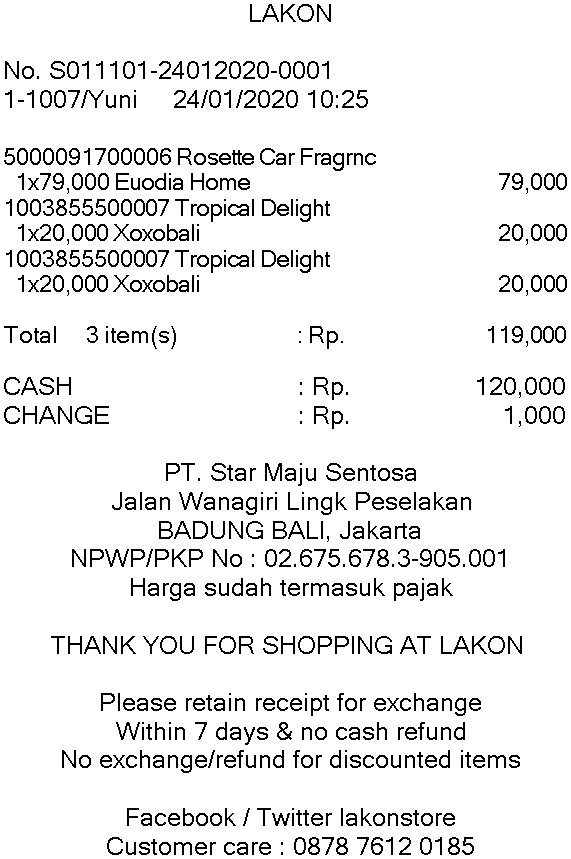 LAKON
No. S011101-24012020-0001
1-1007/Yuni 24/01/2020 10:25
5000091700006 Rosette Car Fragrnc
1x79,000 Euodia Home 79,000
1003855500007 Tropical Delight
1x20,000 Xoxobali 20,000
1003855500007 Tropical Delight
1x20,000 Xoxobali 20,000
Total 3 item(s) : Rp. 119,000
CASH : Rp. 120,000
CHANGE : Rp. 1,000
PT. Star Maju Sentosa
Jalan Wanagiri Lingk Peselakan
BADUNG BALI, Jakarta
NPWP/PKP No : 02.675.678.3-905.001
Harga sudah termasuk pajak
THANK YOU FOR SHOPPING AT LAKON
Please retain receipt for exchange
Within 7 days & no cash refund
No exchange/refund for discounted items
Facebook / Twitter lakonstore
Customer care : 0878 7612 0185